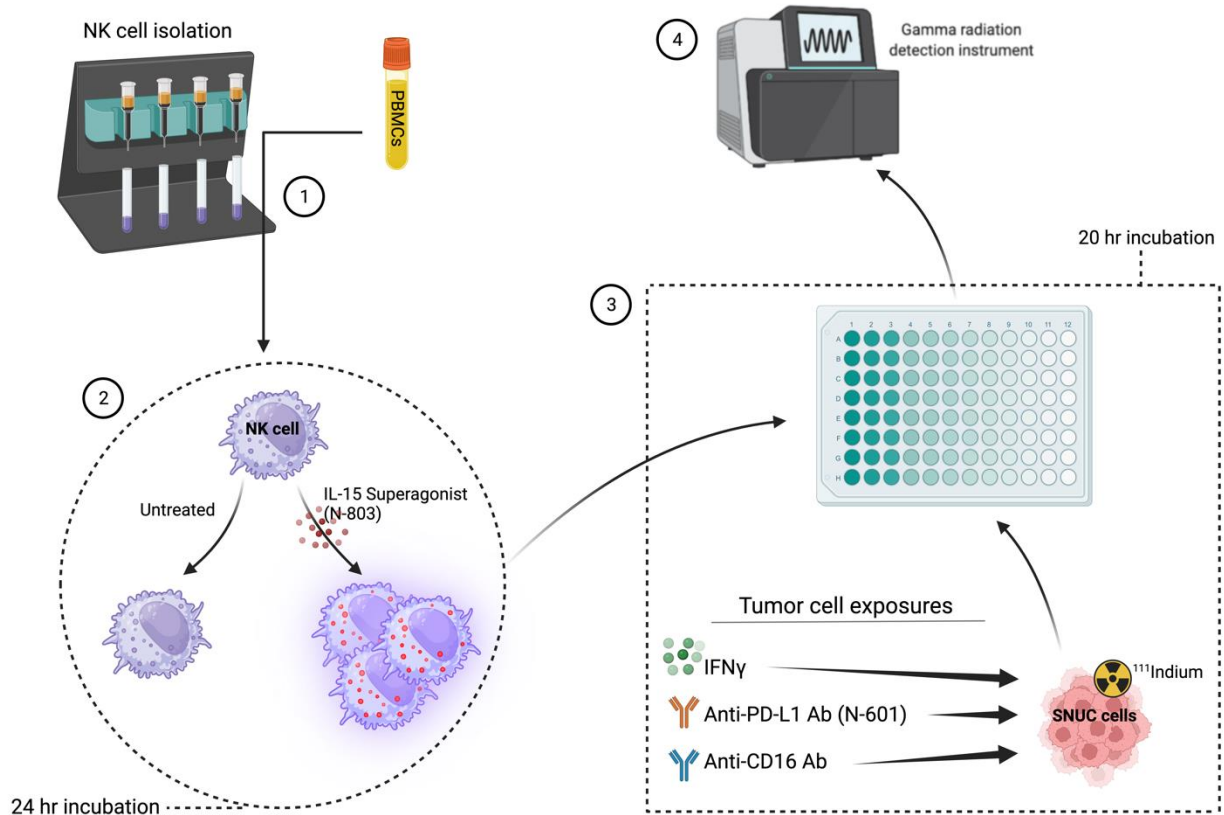 NK cell isolation
PBMCs
1
2
NK cell
Untreated
IL-15 Superagonist
(N-803)
24 hr incubation
3
20 hr incubation
1 2 3 4 5 6 7 8 9 10 11 12
A
B
C
D
E
F
G
H
Tumor cell exposures
IFNγ
Anti-PD-L1 Ab (N-601)
Anti-CD16 Ab
¹¹¹Indium
SNUC cells
4
Gamma radiation
detection instrument